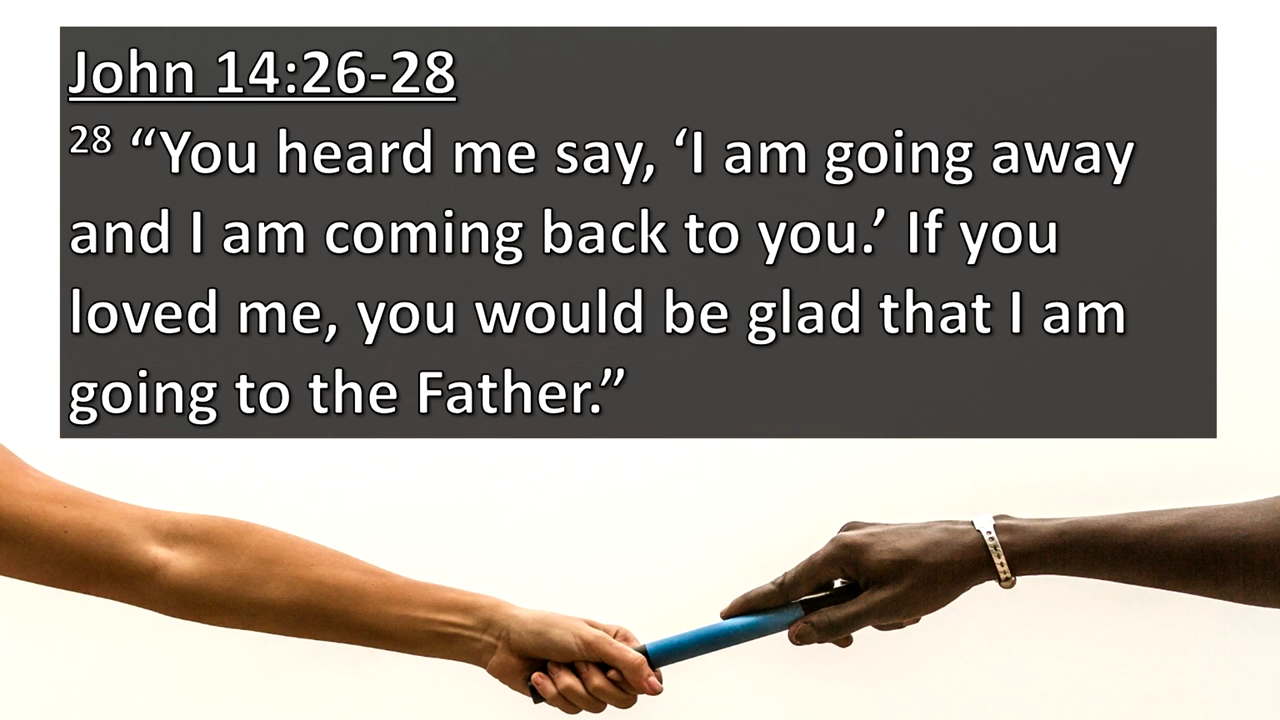 John 14:26-28
28 “You heard me say, ‘I am going away
and I am coming back to you.’ If you
loved me, you would be glad that I am
going to the Father.”